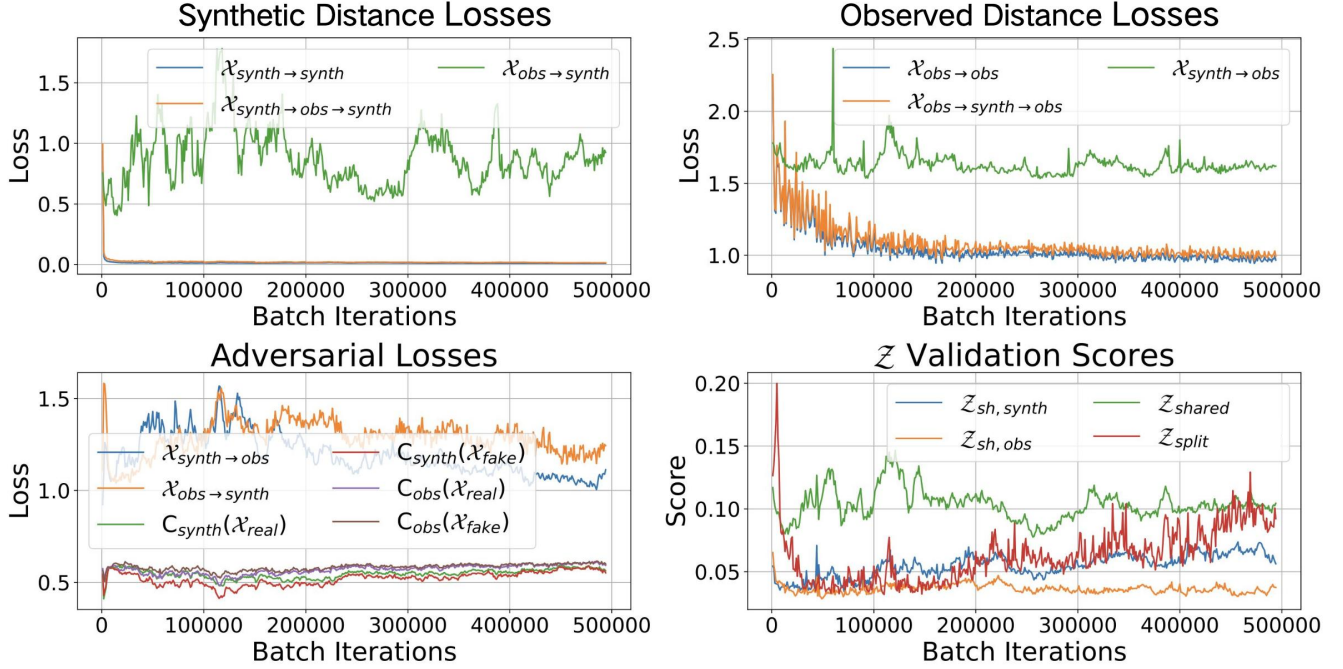 Synthetic Distance Losses
Loss
1.5
1.0
0.5
0.0
𝒳synth→synth
𝒳synth→obs→synth
𝒳obs→synth
0 100000 200000 300000 400000 500000
Batch Iterations
Observed Distance Losses
Loss
2.5
2.0
1.5
1.0
𝒳obs→obs
𝒳obs→synth→obs
𝒳synth→obs
0 100000 200000 300000 400000 500000
Batch Iterations
Adversarial Losses
Loss
1.5
1.0
0.5
𝒳synth→obs
𝒳obs→synth
Csynth(𝒳real)
Csynth(𝒳fake)
Cobs(𝒳real)
Cobs(𝒳fake)
0 100000 200000 300000 400000 500000
Batch Iterations
𝒵 Validation Scores
Score
0.20
0.15
0.10
0.05
𝒵sh, synth
𝒵sh, obs
𝒵shared
𝒵split
0 100000 200000 300000 400000 500000
Batch Iterations